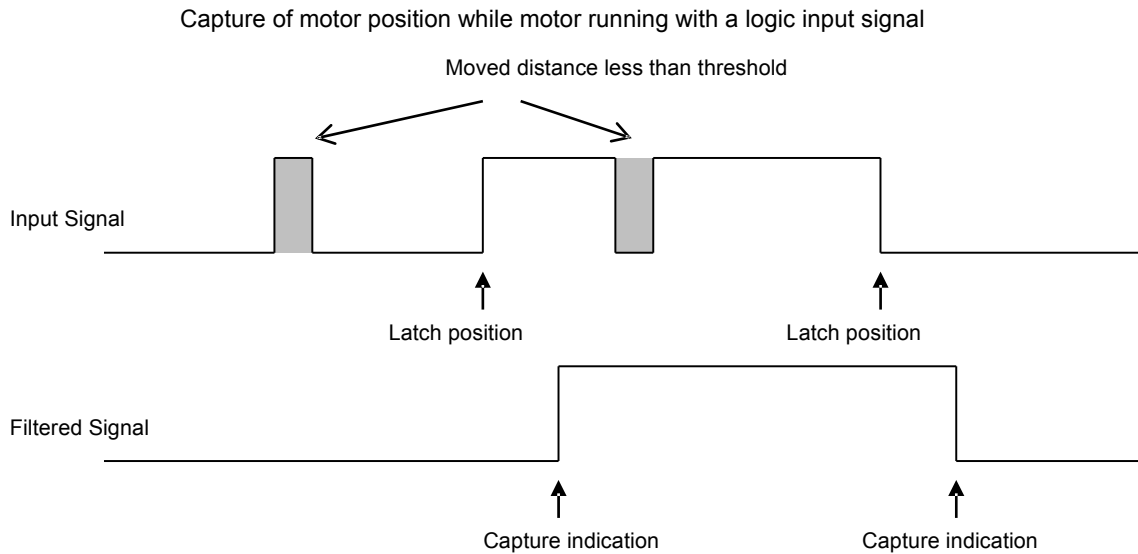 Capture of motor position while motor running with a logic input signal
Moved distance less than threshold
Input Signal
Latch position
Latch position
Filtered Signal
Capture indication
Capture indication